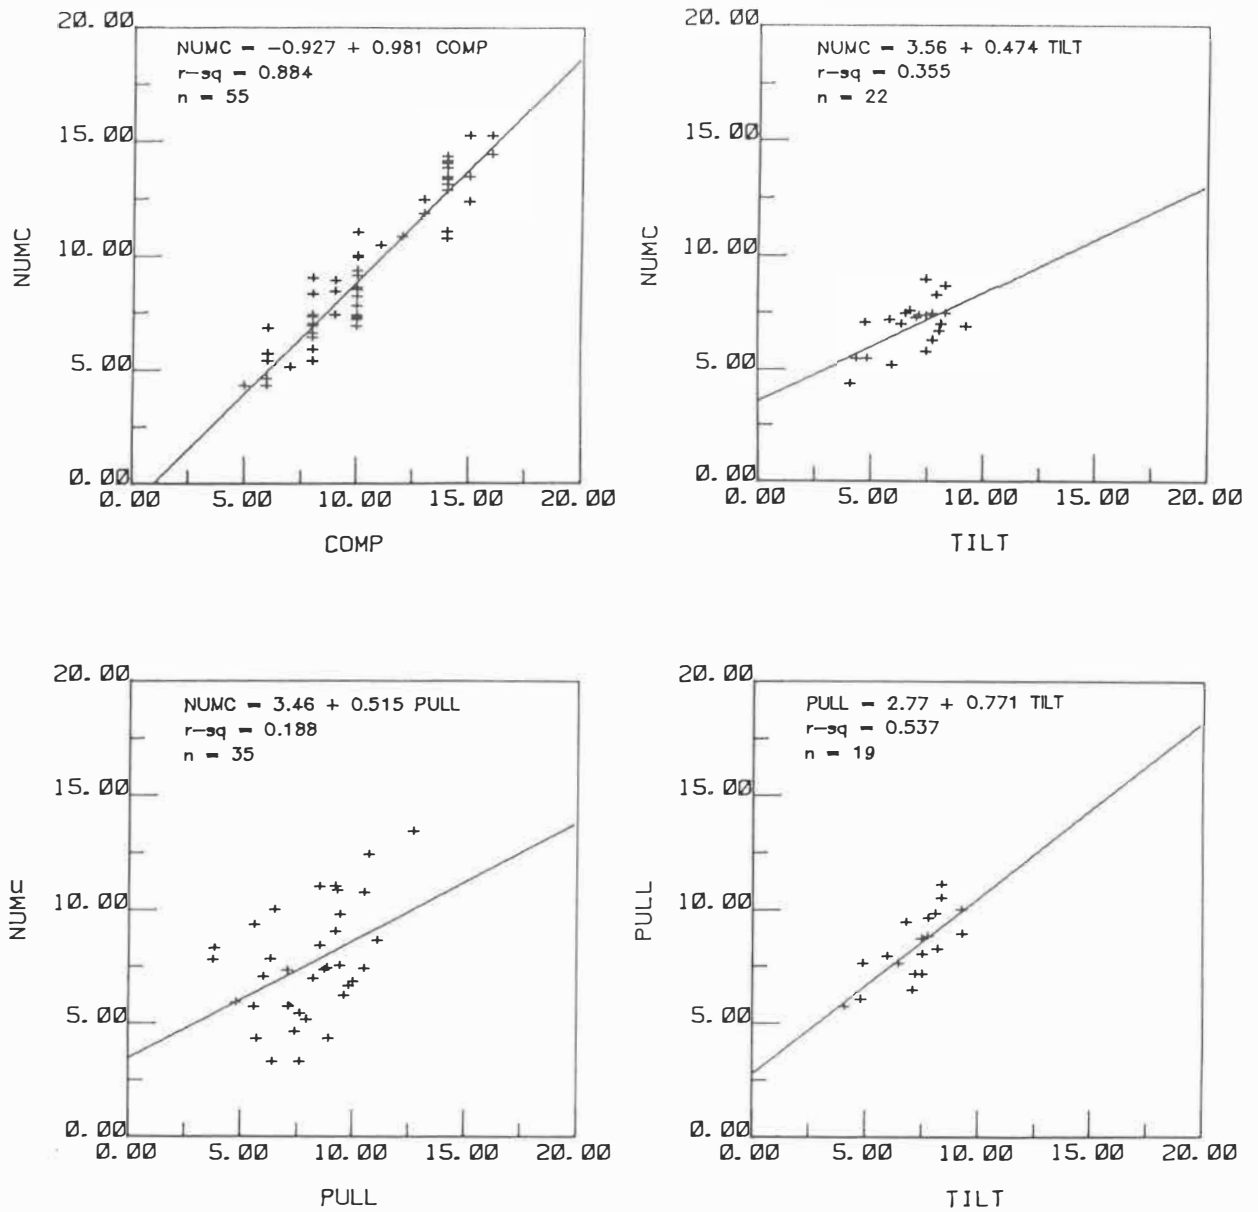 20.00
NUMC = -0.927 + 0.981 COMP
r-sq = 0.884
n = 55
15.00
10.00
5.00
0.00
NUMC
0.00 5.00 10.00 15.00 20.00
COMP
20.00
NUMC = 3.56 + 0.474 TILT
r-sq = 0.355
n = 22
15.00
10.00
5.00
0.00
NUMC
0.00 5.00 10.00 15.00 20.00
TILT
20.00
NUMC = 3.46 + 0.515 PULL
r-sq = 0.188
n = 35
15.00
10.00
5.00
0.00
NUMC
0.00 5.00 10.00 15.00 20.00
PULL
20.00
PULL = 2.77 + 0.771 TILT
r-sq = 0.537
n = 19
15.00
10.00
5.00
0.00
PULL
0.00 5.00 10.00 15.00 20.00
TILT